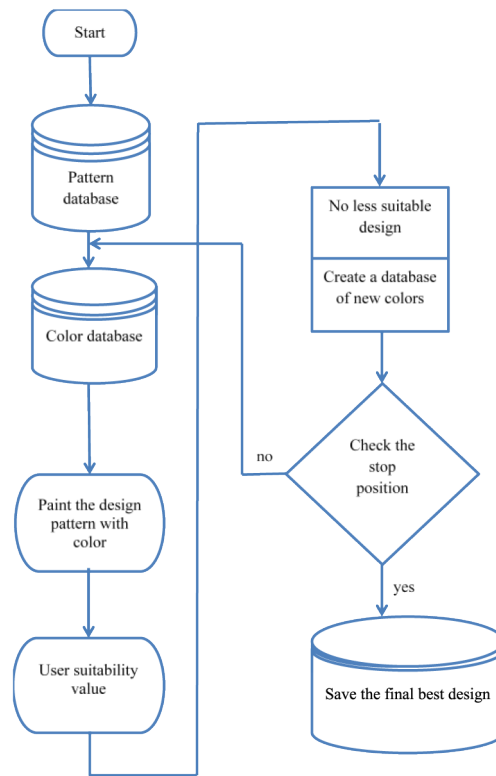 Start
Pattern
database
Color database
Paint the design
pattern with
color
User suitability
value
No less suitable
design
Create a database
of new colors
Check the
stop
position
no
yes
Save the final best design